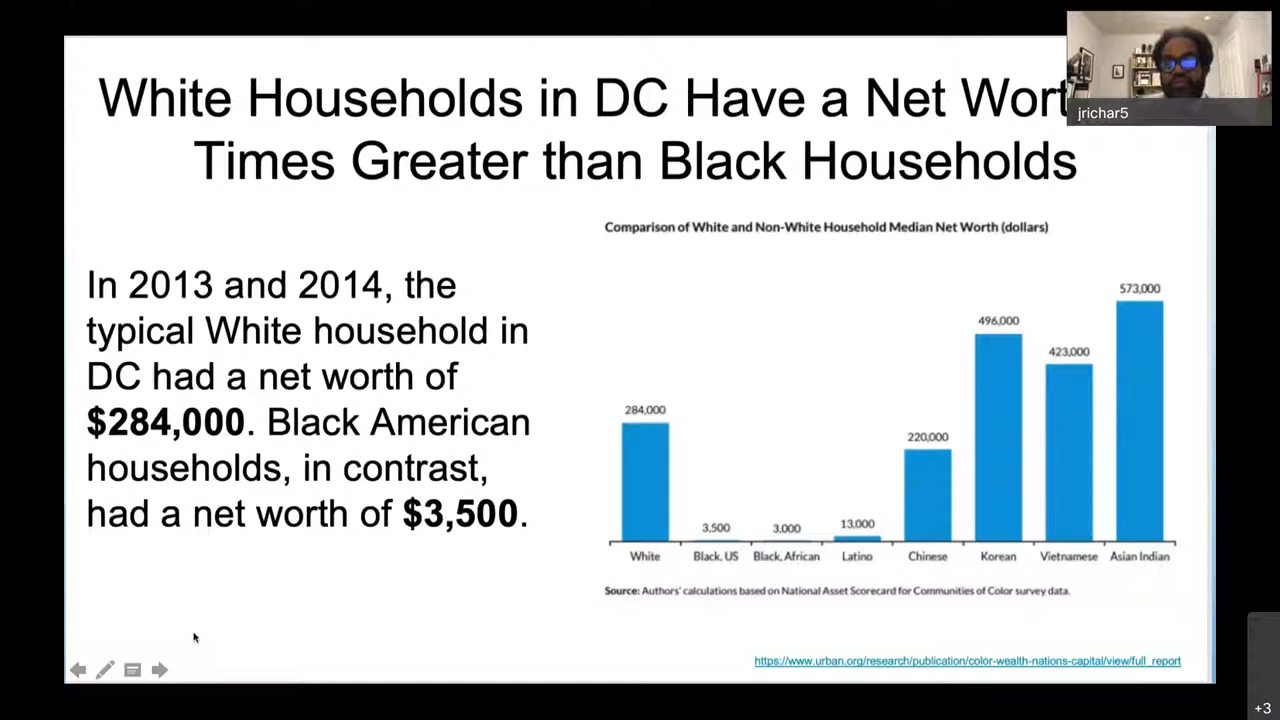 White Households in DC Have a Net Wort
Times Greater than Black Households
jrichar5
In 2013 and 2014, the
typical White household in
DC had a net worth of
$284,000. Black American
households, in contrast,
had a net worth of $3,500.
Comparison of White and Non-White Household Median Net Worth (dollars)
284,000
3,500
3,000
13,000
220,000
496,000
423,000
573,000
White
Black, US
Black, African
Latino
Chinese
Korean
Vietnamese
Asian Indian
Source: Authors' calculations based on National Asset Scorecard for Communities of Color survey data.
https://www.urban.org/research/publication/color-wealth-nations-capital/view/full_report
+3